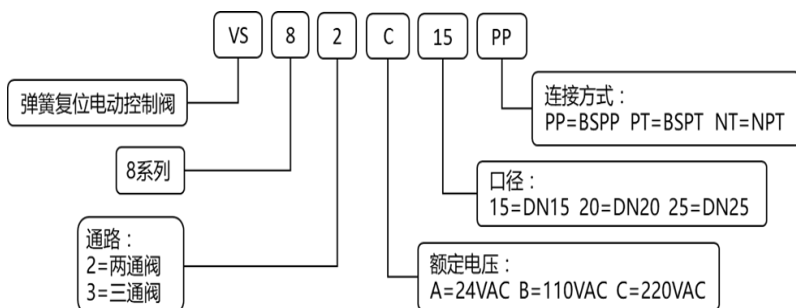 VS 8 2 C 15 PP
弹簧复位电动控制阀
连接方式：
PP=BSPP PT=BSPT NT=NPT
8系列
口径：
15=DN15 20=DN20 25=DN25
通路：
2=两通阀
3=三通阀
额定电压：
A=24VAC B=110VAC C=220VAC